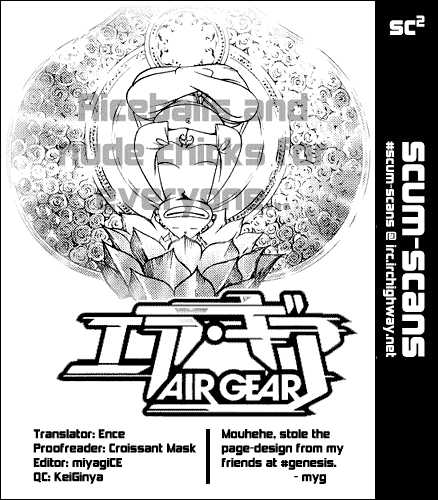 SC²
Riceballs and
nude chicks for
everyone...
エア・ギア
AIR GEAR
Translator: Ence
Proofreader: Croissant Mask
Editor: miyagiCE
QC: KeiGinya
Mouhehe, stole the
page-design from my
friends at #genesis.
- myg
scum-scans
#scum-scans @ irc.irchighway.net